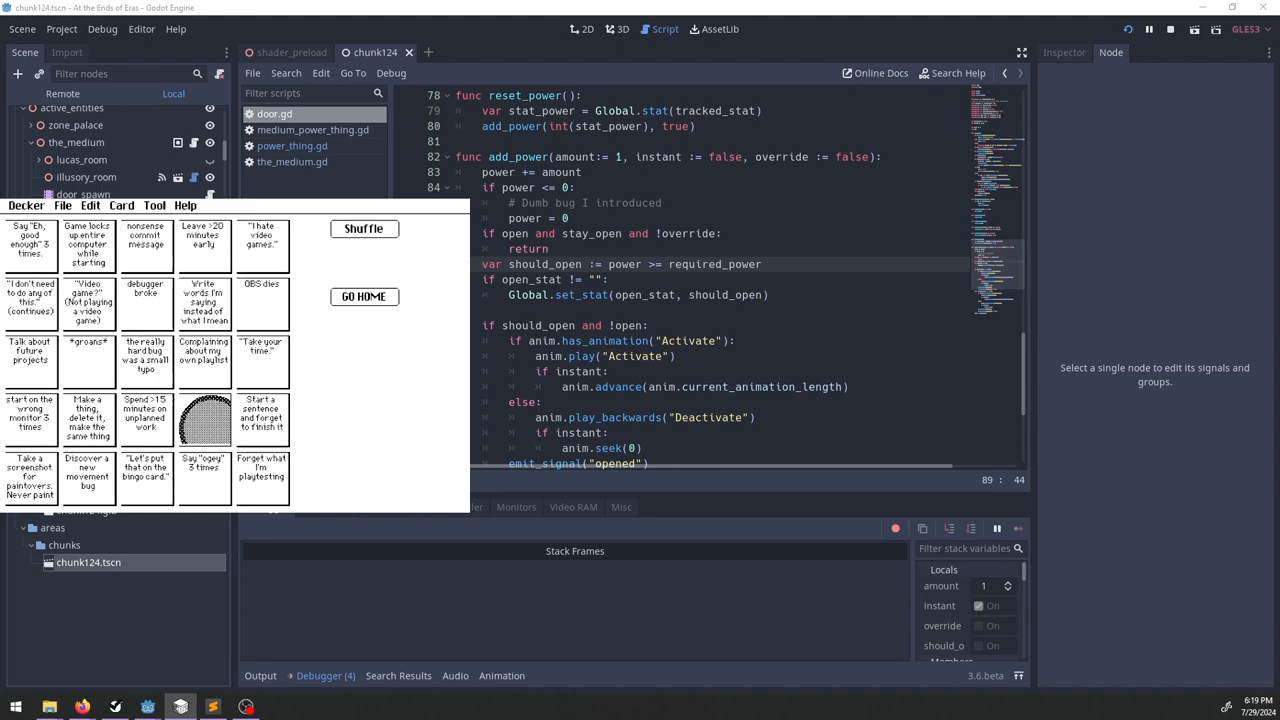 chunk124.tscn - At the Ends of Eras - Godot Engine
Scene Project Debug Editor Help
2D 3D Script AssetLib
GLES3
Scene Import
shader_preload chunk124
Inspector Node
Filter nodes
File Search Edit Go To Debug
Online Docs Search Help
Remote Local
Filter scripts
active_entities
zone_palace
the_medium
lucas_room
illusory_room
door_spawn
door.gd
medium_power_thing.gd
power_thing.gd
the_medium.gd
78 func reset_power():
79 var stat_power = Global.stat(tracked_stat)
80 add_power(int(stat_power), true)
81
82 func add_power(amount:= 1, instant := false, override := false):
83 power += amount
84 if power <= 0:
# Dumb bug I introduced
power = 0
if open and stay_open and !override:
return
var should_open := power >= required_power
if open_stat != "":
Global.set_stat(open_stat, should_open)
if should_open and !open:
if anim.has_animation("Activate"):
anim.play("Activate")
if instant:
anim.advance(anim.current_animation_length)
else:
anim.play_backwards("Deactivate")
if instant:
anim.seek(0)
emit_signal("opened")
89 : 44
Select a single node to edit its signals and groups.
Decker File Edit Card Tool Help
Say "Eh, good enough" 3 times
Game locks up entire computer while starting
nonsense commit message
Leave >20 minutes early
"I hate video games."
Shuffle
"I don't need to do any of this." (continues)
"Video game?" (Not playing a video game)
debugger broke
Write words I'm saying instead of what I mean
OBS dies
GO HOME
Talk about future projects
*groans*
the really hard bug was a small typo
Complaining about my own playlist
"Take your time."
start on the wrong monitor 3 times
Make a thing, delete it, make the same thing
Spend >15 minutes on unplanned work
Start a sentence and forget to finish it
Take a screenshot for paintovers. Never paint
Discover a new movement bug
"Let's put that on the bingo card."
Say "ogey" 3 times
Forget what I'm playtesting
areas
chunks
chunk124.tscn
Monitors Video RAM Misc
Stack Frames
Filter stack variables
Locals
amount 1
instant On
override On
should_o On
Output Debugger (4) Search Results Audio Animation
3.6.beta
6:19 PM
7/29/2024